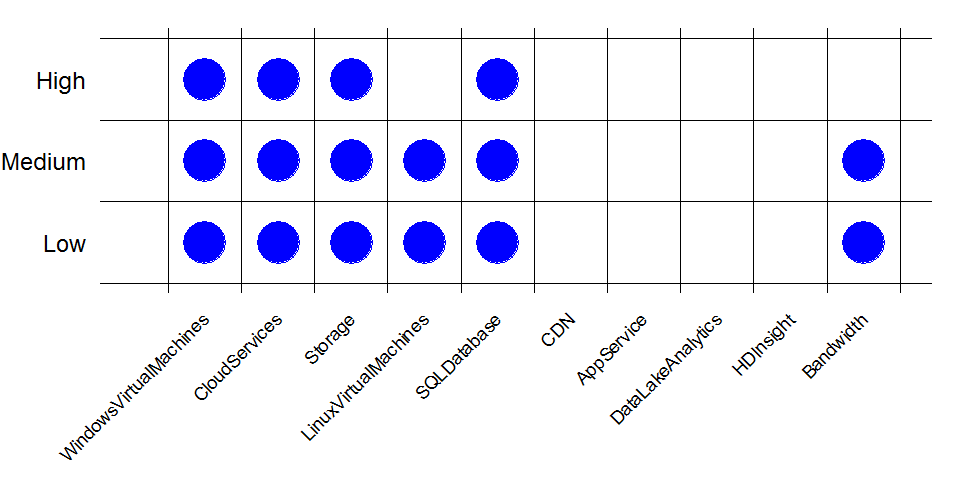 High
Medium
Low
WindowsVirtualMachines
CloudServices
Storage
LinuxVirtualMachines
SQLDatabase
CDN
AppService
DataLakeAnalytics
HDInsight
Bandwidth